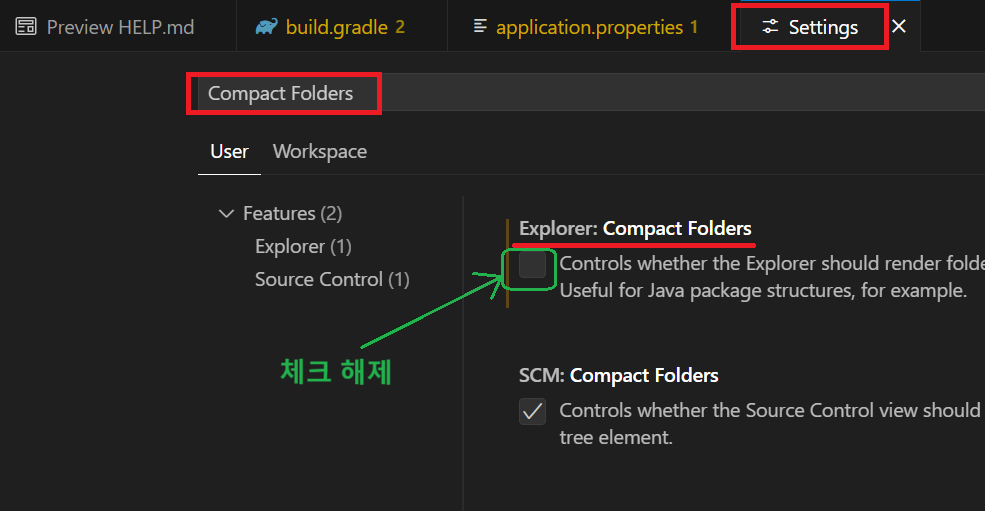 Preview HELP.md
build.gradle 2
application.properties 1
Settings
Compact Folders
User
Workspace
Features (2)
Explorer (1)
Source Control (1)
Explorer: Compact Folders
Controls whether the Explorer should render folde
Useful for Java package structures, for example.
체크 해제
SCM: Compact Folders
Controls whether the Source Control view should
tree element.